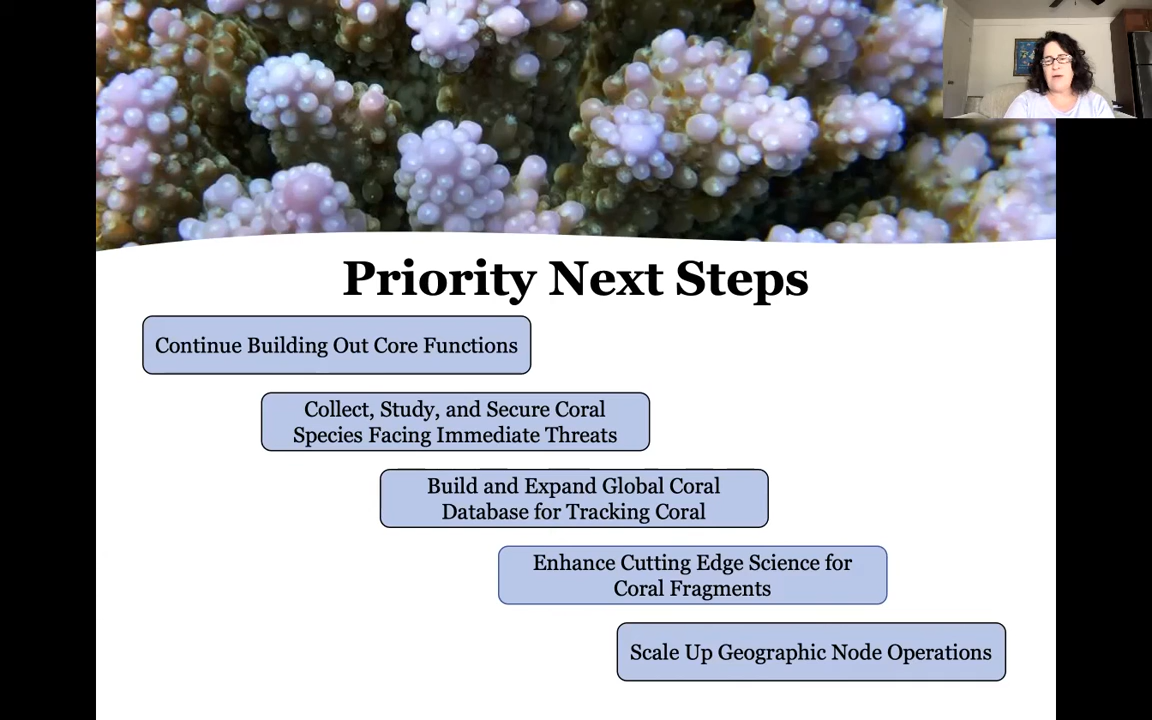 Priority Next Steps
Continue Building Out Core Functions
Collect, Study, and Secure Coral
Species Facing Immediate Threats
Build and Expand Global Coral
Database for Tracking Coral
Enhance Cutting Edge Science for
Coral Fragments
Scale Up Geographic Node Operations